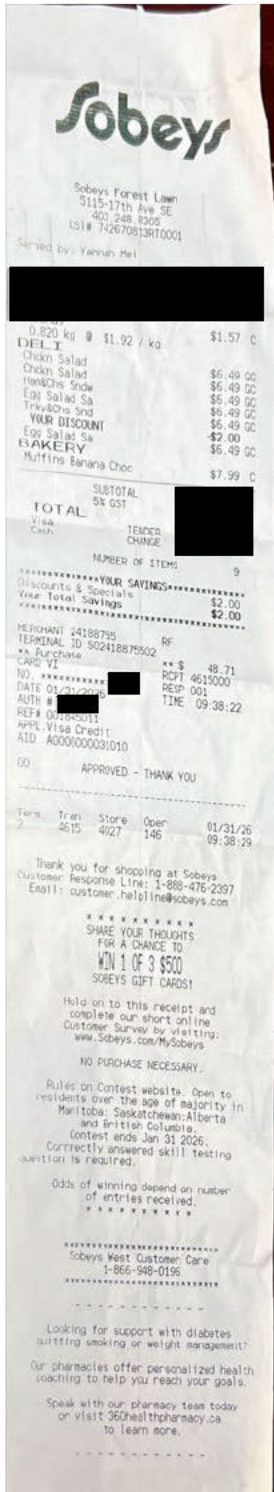 Sobeys
Sobeys Forest Lawn
5115-17th Ave SE
403.248.8305
GST# 742670813RT0001
Served by: Yannah Mei
0.820 kg @ $1.92 / kg $1.57 C
DELI
Chckn Salad $6.49 GC
Chckn Salad $6.49 GC
Ham&Chs Sndw $6.49 GC
Egg Salad Sa $6.49 GC
Trky&Chs Snd $6.49 GC
YOUR DISCOUNT -$2.00
Egg Salad Sa $6.49 GC
BAKERY
Muffins Banana Choc $7.99 C
SUBTOTAL
5% GST
TOTAL
Visa TENDER
Cash CHANGE
NUMBER OF ITEMS 9
**************YOUR SAVINGS**************
Discounts & Specials $2.00
Your Total Savings $2.00
****************************************
MERCHANT 24188755 RF
TERMINAL ID S02418875502
** Purchase ** $ 48.71
CARD VI RCPT 4615000
NO. *********** RESP 001
DATE 01/31/2026 TIME 09:38:22
AUTH #
REF# 001845011
APPL.Visa Credit
AID A0000000031010
00 APPROVED - THANK YOU
Term Tran Store Oper 01/31/26
2 4615 4027 146 09:38:29
Thank you for shopping at Sobeys
Customer Response Line: 1-888-476-2397
Email: customer.helpline@sobeys.com
* * * * * * * * * *
SHARE YOUR THOUGHTS
FOR A CHANCE TO
WIN 1 OF 3 $500
SOBEYS GIFT CARDS!
Hold on to this receipt and
complete our short online
Customer Survey by visiting:
www.Sobeys.com/MySobeys
NO PURCHASE NECESSARY.
Rules on Contest website. Open to
residents over the age of majority in
Manitoba; Saskatchewan;Alberta
and British Columbia.
Contest ends Jan 31 2026.
Corrrectly answered skill testing
question is required.
Odds of winning depend on number
of entries received.
* * * * * * * * * *
******************************
Sobeys West Customer Care
1-866-948-0196
******************************
- - - - - - - - - - - -
Looking for support with diabetes
quitting smoking or weight management?
Our pharmacies offer personalized health
coaching to help you reach your goals.
Speak with our pharmacy team today
or visit 360healthpharmacy.ca
to learn more.
- - - - - - - - - - - -